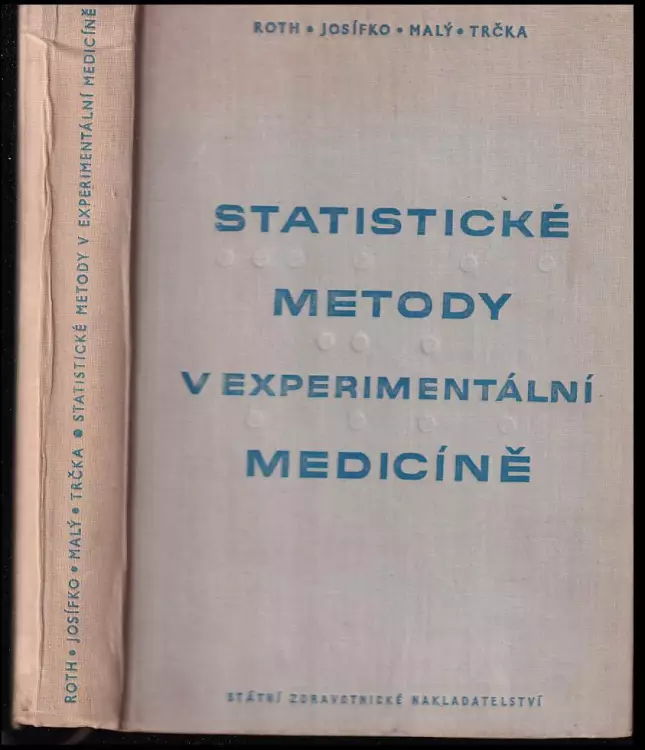 ROTH • JOSÍFKO • MALÝ • TRČKA
STATISTICKÉ
METODY
V EXPERIMENTÁLNÍ
MEDICÍNĚ
STÁTNÍ ZDRAVOTNICKÉ NAKLADATELSTVÍ
ROTH • JOSÍFKO • MALÝ • TRČKA • STATISTICKÉ METODY V EXPERIMENTÁLNÍ MEDICÍNĚ